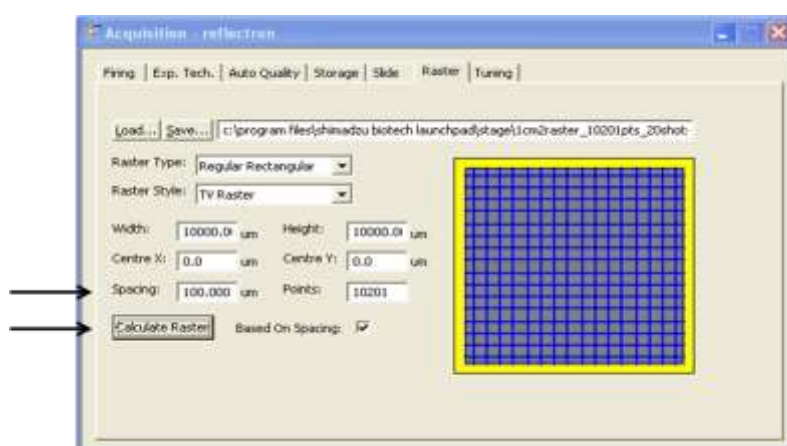 Acquisition - reflectron
Firing Exp. Tech. Auto Quality Storage Slide Raster Tuning
Load... Save... c:\program files\shimadzu biotech launchpad\stage\1cm2raster_10201pts_20shot
Raster Type: Regular Rectangular
Raster Style: TV Raster
Width: 10000.0 um Height: 10000.0 um
Centre X: 0.0 um Centre Y: 0.0 um
Spacing: 100.000 um Points: 10201
Calculate Raster Based On Spacing: